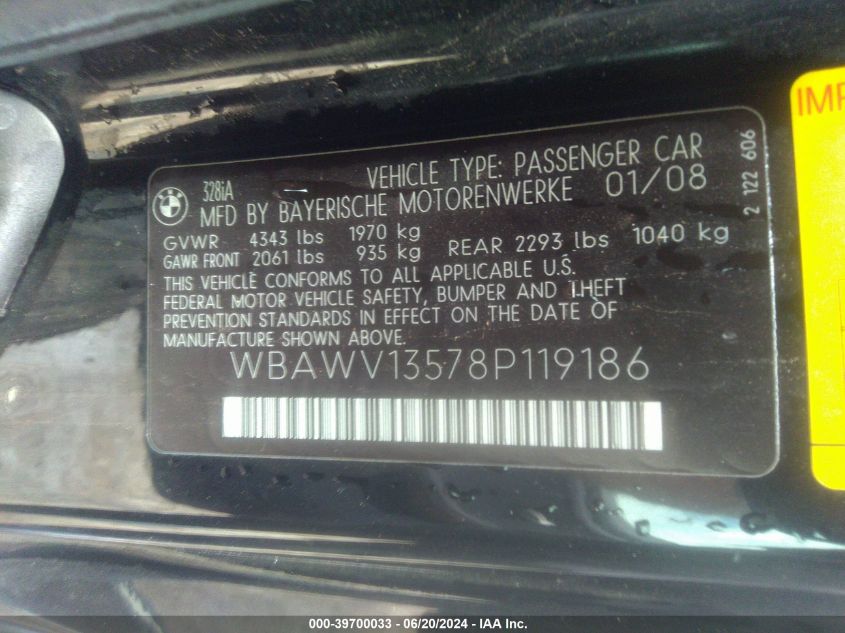 IMP
BMW
328iA
VEHICLE TYPE: PASSENGER CAR
MFD BY BAYERISCHE MOTORENWERKE 01/08
GVWR 4343 lbs 1970 kg
GAWR FRONT 2061 lbs 935 kg REAR 2293 lbs 1040 kg
THIS VEHICLE CONFORMS TO ALL APPLICABLE U.S.
FEDERAL MOTOR VEHICLE SAFETY, BUMPER AND THEFT
PREVENTION STANDARDS IN EFFECT ON THE DATE OF
MANUFACTURE SHOWN ABOVE.
WBAWV13578P119186
2 122 606
000-39700033 - 06/20/2024 - IAA Inc.